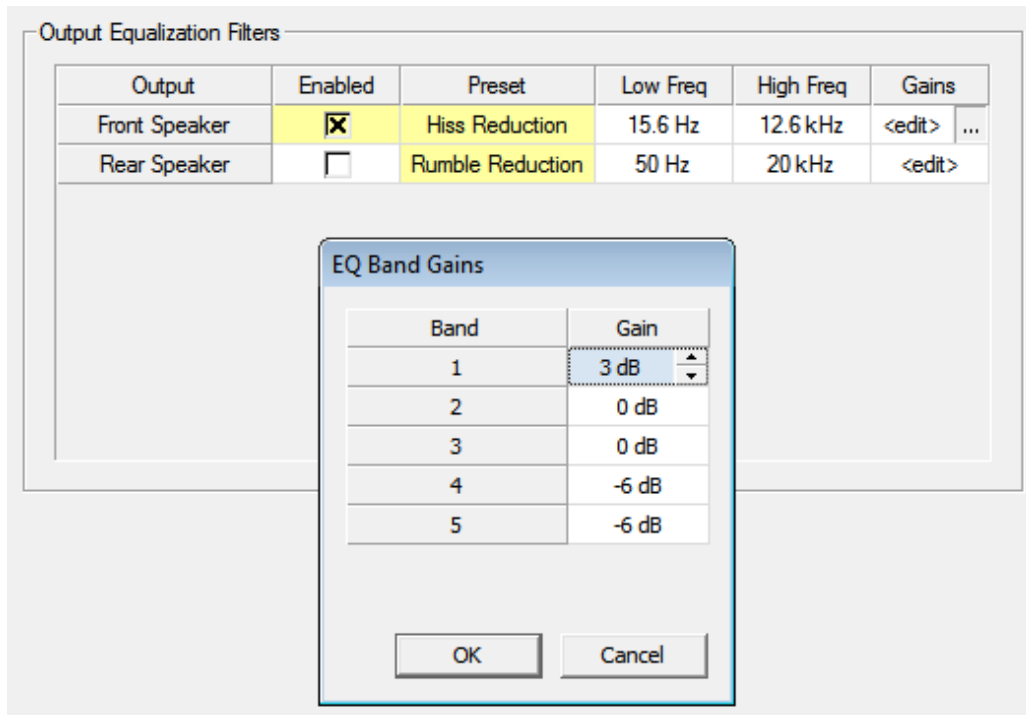 Output Equalization Filters
Output Enabled Preset Low Freq High Freq Gains
Front Speaker Hiss Reduction 15.6 Hz 12.6 kHz <edit> ...
Rear Speaker Rumble Reduction 50 Hz 20 kHz <edit>
EQ Band Gains
Band Gain
1 3 dB
2 0 dB
3 0 dB
4 -6 dB
5 -6 dB
OK Cancel